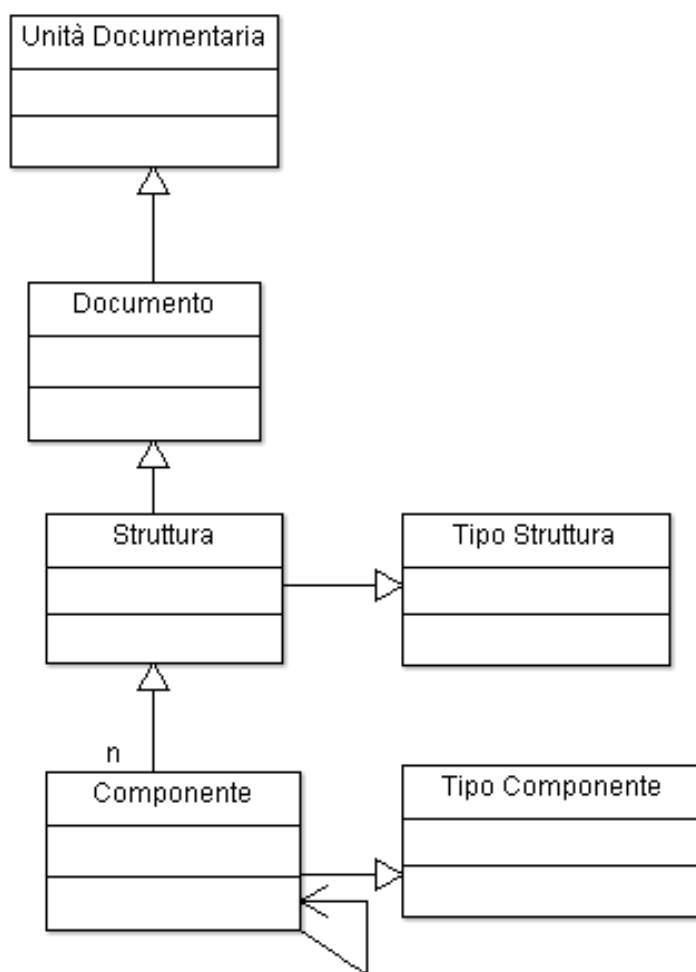 Unità Documentaria
Documento
Struttura
Tipo Struttura
n
Componente
Tipo Componente